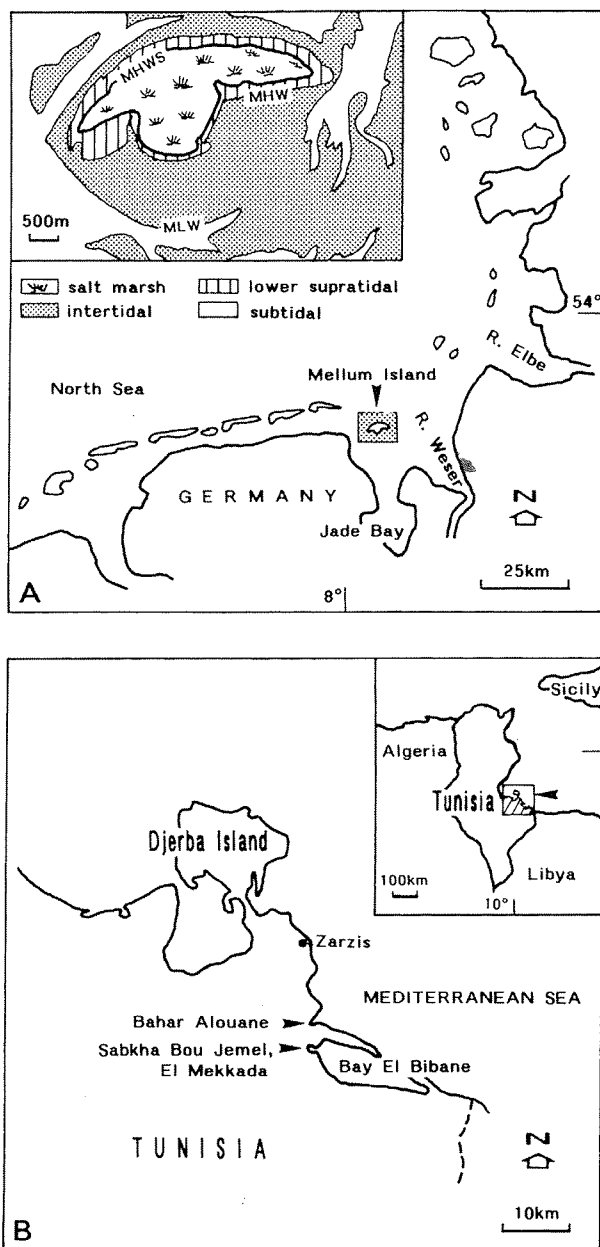 MHWS
MHW
500m
MLW
salt marsh
lower supratidal
intertidal
subtidal
54°
R. Elbe
North Sea
Mellum Island
R. Weser
GERMANY
Jade Bay
N
25km
8°
A
Sicily
Algeria
Tunisia
Libya
100km
10°
Djerba Island
Zarzis
MEDITERRANEAN SEA
Bahar Alouane
Sabkha Bou Jemel,
El Mekkada
Bay El Bibane
TUNISIA
N
10km
B